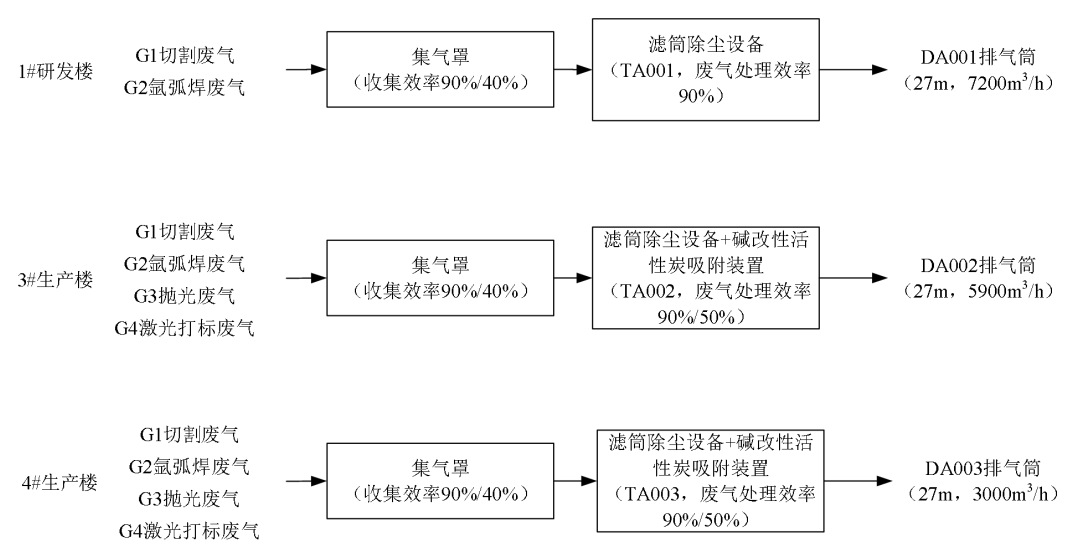 1#研发楼
G1切割废气
G2氩弧焊废气
集气罩
（收集效率90%/40%）
滤筒除尘设备
（TA001，废气处理效率
90%）
DA001排气筒
（27m，7200m³/h）
3#生产楼
G1切割废气
G2氩弧焊废气
G3抛光废气
G4激光打标废气
集气罩
（收集效率90%/40%）
滤筒除尘设备+碱改性活
性炭吸附装置
（TA002，废气处理效率
90%/50%）
DA002排气筒
（27m，5900m³/h）
4#生产楼
G1切割废气
G2氩弧焊废气
G3抛光废气
G4激光打标废气
集气罩
（收集效率90%/40%）
滤筒除尘设备+碱改性活
性炭吸附装置
（TA003，废气处理效率
90%/50%）
DA003排气筒
（27m，3000m³/h）